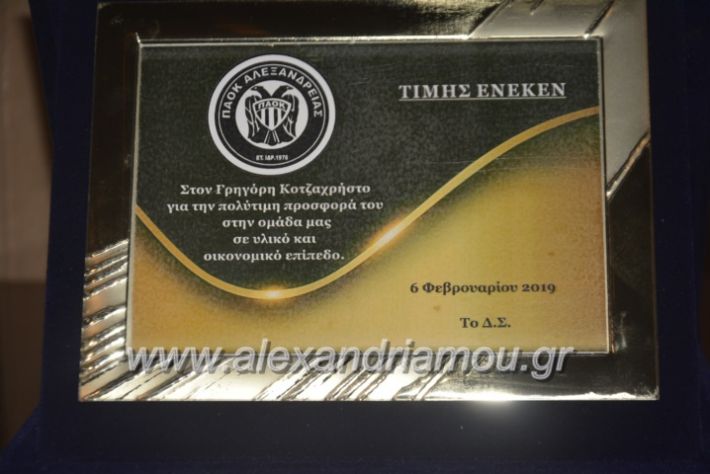 ΠΑΟΚ ΑΛΕΞΑΝΔΡΕΙΑΣ
ΠΑΟΚ
ΕΤ. ΙΔΡ.1976
ΤΙΜΗΣ ΕΝΕΚΕΝ
Στον Γρηγόρη Κοτζαχρήστο
για την πολύτιμη προσφορά του
στην ομάδα μας
σε υλικό και
οικονομικό επίπεδο.
6 Φεβρουαρίου 2019
Το Δ.Σ.
www.alexandriamou.gr